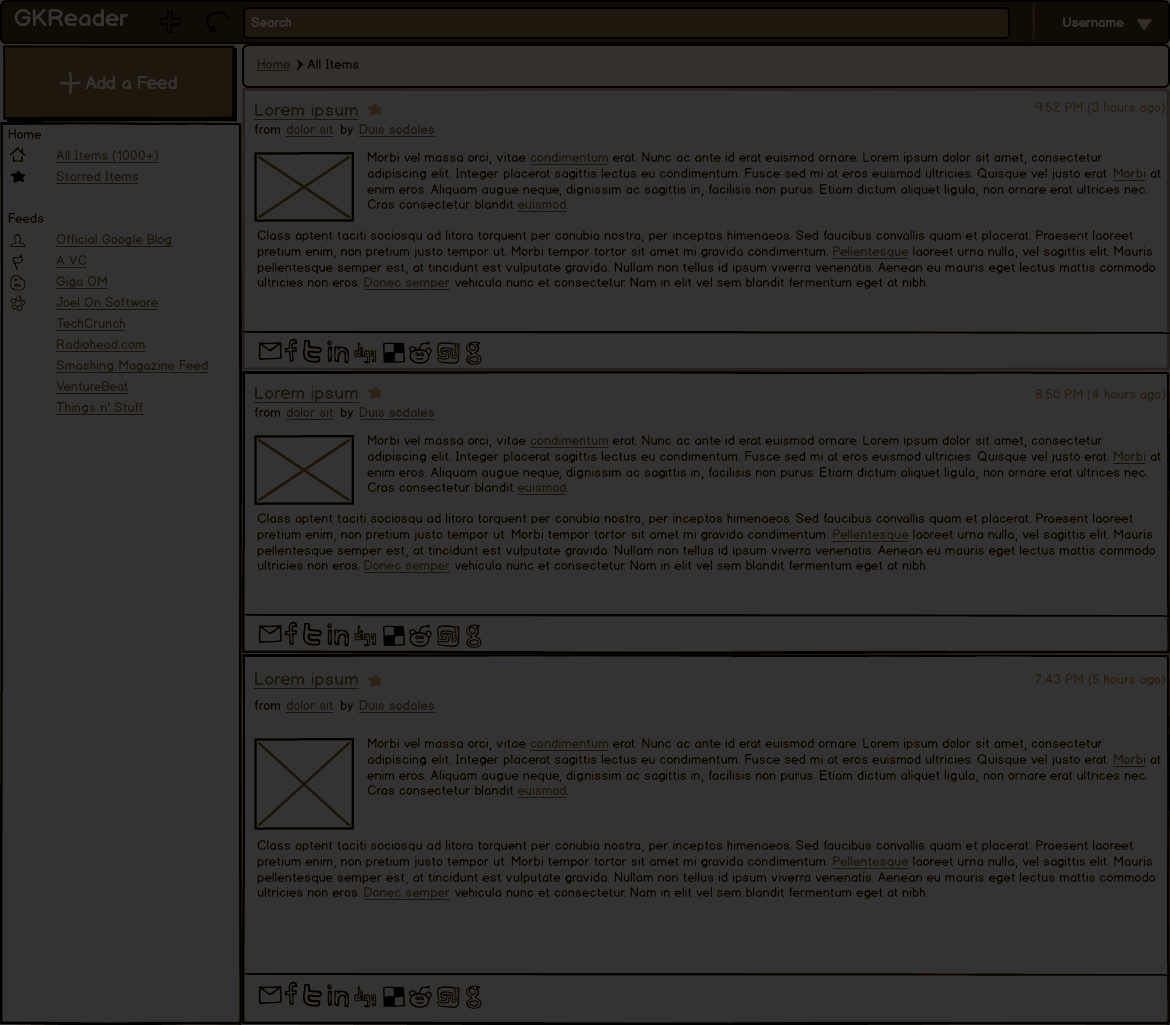 GKReader
Search
Username
Add a Feed
Home
All Items (1000+)
Starred Items
Feeds
Official Google Blog
A VC
Giga OM
Joel On Software
TechCrunch
Radiohead.com
Smashing Magazine Feed
VentureBeat
Things n' Stuff
Home All Items
Lorem ipsum 9:52 PM (3 hours ago)
from dolor sit by Duis sodales
Morbi vel massa orci, vitae condimentum erat. Nunc ac ante id erat euismod ornare. Lorem ipsum dolor sit amet, consectetur
adipiscing elit. Integer placerat sagittis lectus eu condimentum. Fusce sed mi at eros euismod ultricies. Quisque vel justo erat. Morbi at
enim eros. Aliquam augue neque, dignissim ac sagittis in, facilisis non purus. Etiam dictum aliquet ligula, non ornare erat ultrices nec.
Cras consectetur blandit euismod.
Class aptent taciti sociosqu ad litora torquent per conubia nostra, per inceptos himenaeos. Sed faucibus convallis quam et placerat. Praesent laoreet
pretium enim, non pretium justo tempor ut. Morbi tempor tortor sit amet mi gravida condimentum. Pellentesque laoreet urna nulla, vel sagittis elit. Mauris
pellentesque semper est, at tincidunt est vulputate gravida. Nullam non tellus id ipsum viverra venenatis. Aenean eu mauris eget lectus mattis commodo
ultricies non eros. Donec semper vehicula nunc et consectetur. Nam in elit vel sem blandit fermentum eget at nibh.
f t in digg g
Lorem ipsum 8:50 PM (4 hours ago)
from dolor sit by Duis sodales
Morbi vel massa orci, vitae condimentum erat. Nunc ac ante id erat euismod ornare. Lorem ipsum dolor sit amet, consectetur
adipiscing elit. Integer placerat sagittis lectus eu condimentum. Fusce sed mi at eros euismod ultricies. Quisque vel justo erat. Morbi at
enim eros. Aliquam augue neque, dignissim ac sagittis in, facilisis non purus. Etiam dictum aliquet ligula, non ornare erat ultrices nec.
Cras consectetur blandit euismod.
Class aptent taciti sociosqu ad litora torquent per conubia nostra, per inceptos himenaeos. Sed faucibus convallis quam et placerat. Praesent laoreet
pretium enim, non pretium justo tempor ut. Morbi tempor tortor sit amet mi gravida condimentum. Pellentesque laoreet urna nulla, vel sagittis elit. Mauris
pellentesque semper est, at tincidunt est vulputate gravida. Nullam non tellus id ipsum viverra venenatis. Aenean eu mauris eget lectus mattis commodo
ultricies non eros. Donec semper vehicula nunc et consectetur. Nam in elit vel sem blandit fermentum eget at nibh.
f t in digg g
Lorem ipsum 7:43 PM (5 hours ago)
from dolor sit by Duis sodales
Morbi vel massa orci, vitae condimentum erat. Nunc ac ante id erat euismod ornare. Lorem ipsum dolor sit amet, consectetur
adipiscing elit. Integer placerat sagittis lectus eu condimentum. Fusce sed mi at eros euismod ultricies. Quisque vel justo erat. Morbi at
enim eros. Aliquam augue neque, dignissim ac sagittis in, facilisis non purus. Etiam dictum aliquet ligula, non ornare erat ultrices nec.
Cras consectetur blandit euismod.
Class aptent taciti sociosqu ad litora torquent per conubia nostra, per inceptos himenaeos. Sed faucibus convallis quam et placerat. Praesent laoreet
pretium enim, non pretium justo tempor ut. Morbi tempor tortor sit amet mi gravida condimentum. Pellentesque laoreet urna nulla, vel sagittis elit. Mauris
pellentesque semper est, at tincidunt est vulputate gravida. Nullam non tellus id ipsum viverra venenatis. Aenean eu mauris eget lectus mattis commodo
ultricies non eros. Donec semper vehicula nunc et consectetur. Nam in elit vel sem blandit fermentum eget at nibh.
f t in digg g